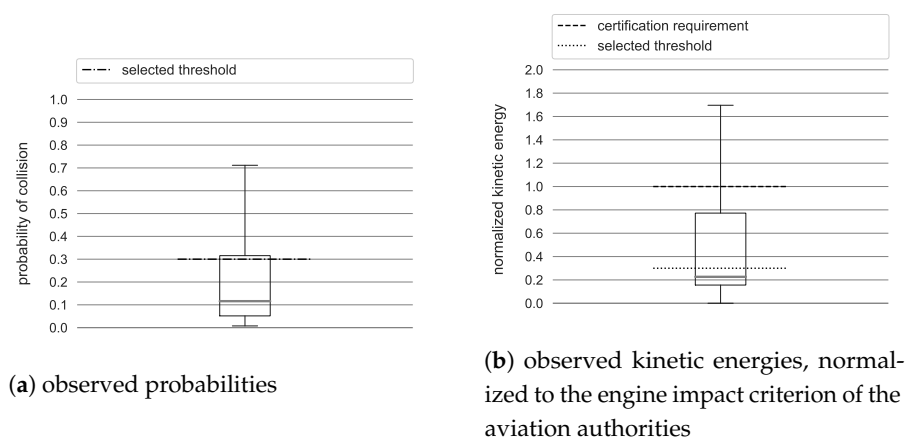 selected threshold
1.0
0.9
0.8
0.7
0.6
0.5
0.4
0.3
0.2
0.1
0.0
probability of collision
(a) observed probabilities
certification requirement
selected threshold
2.0
1.8
1.6
1.4
1.2
1.0
0.8
0.6
0.4
0.2
0.0
normalized kinetic energy
(b) observed kinetic energies, normal-
ized to the engine impact criterion of the
aviation authorities